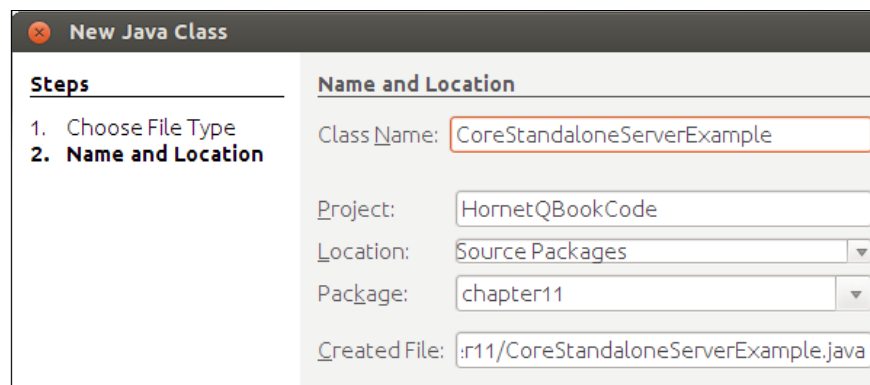 New Java Class
Steps
1. Choose File Type
2. Name and Location
Name and Location
Class Name: CoreStandaloneServerExample
Project: HornetQBookCode
Location: Source Packages
Package: chapter11
Created File: :r11/CoreStandaloneServerExample.java